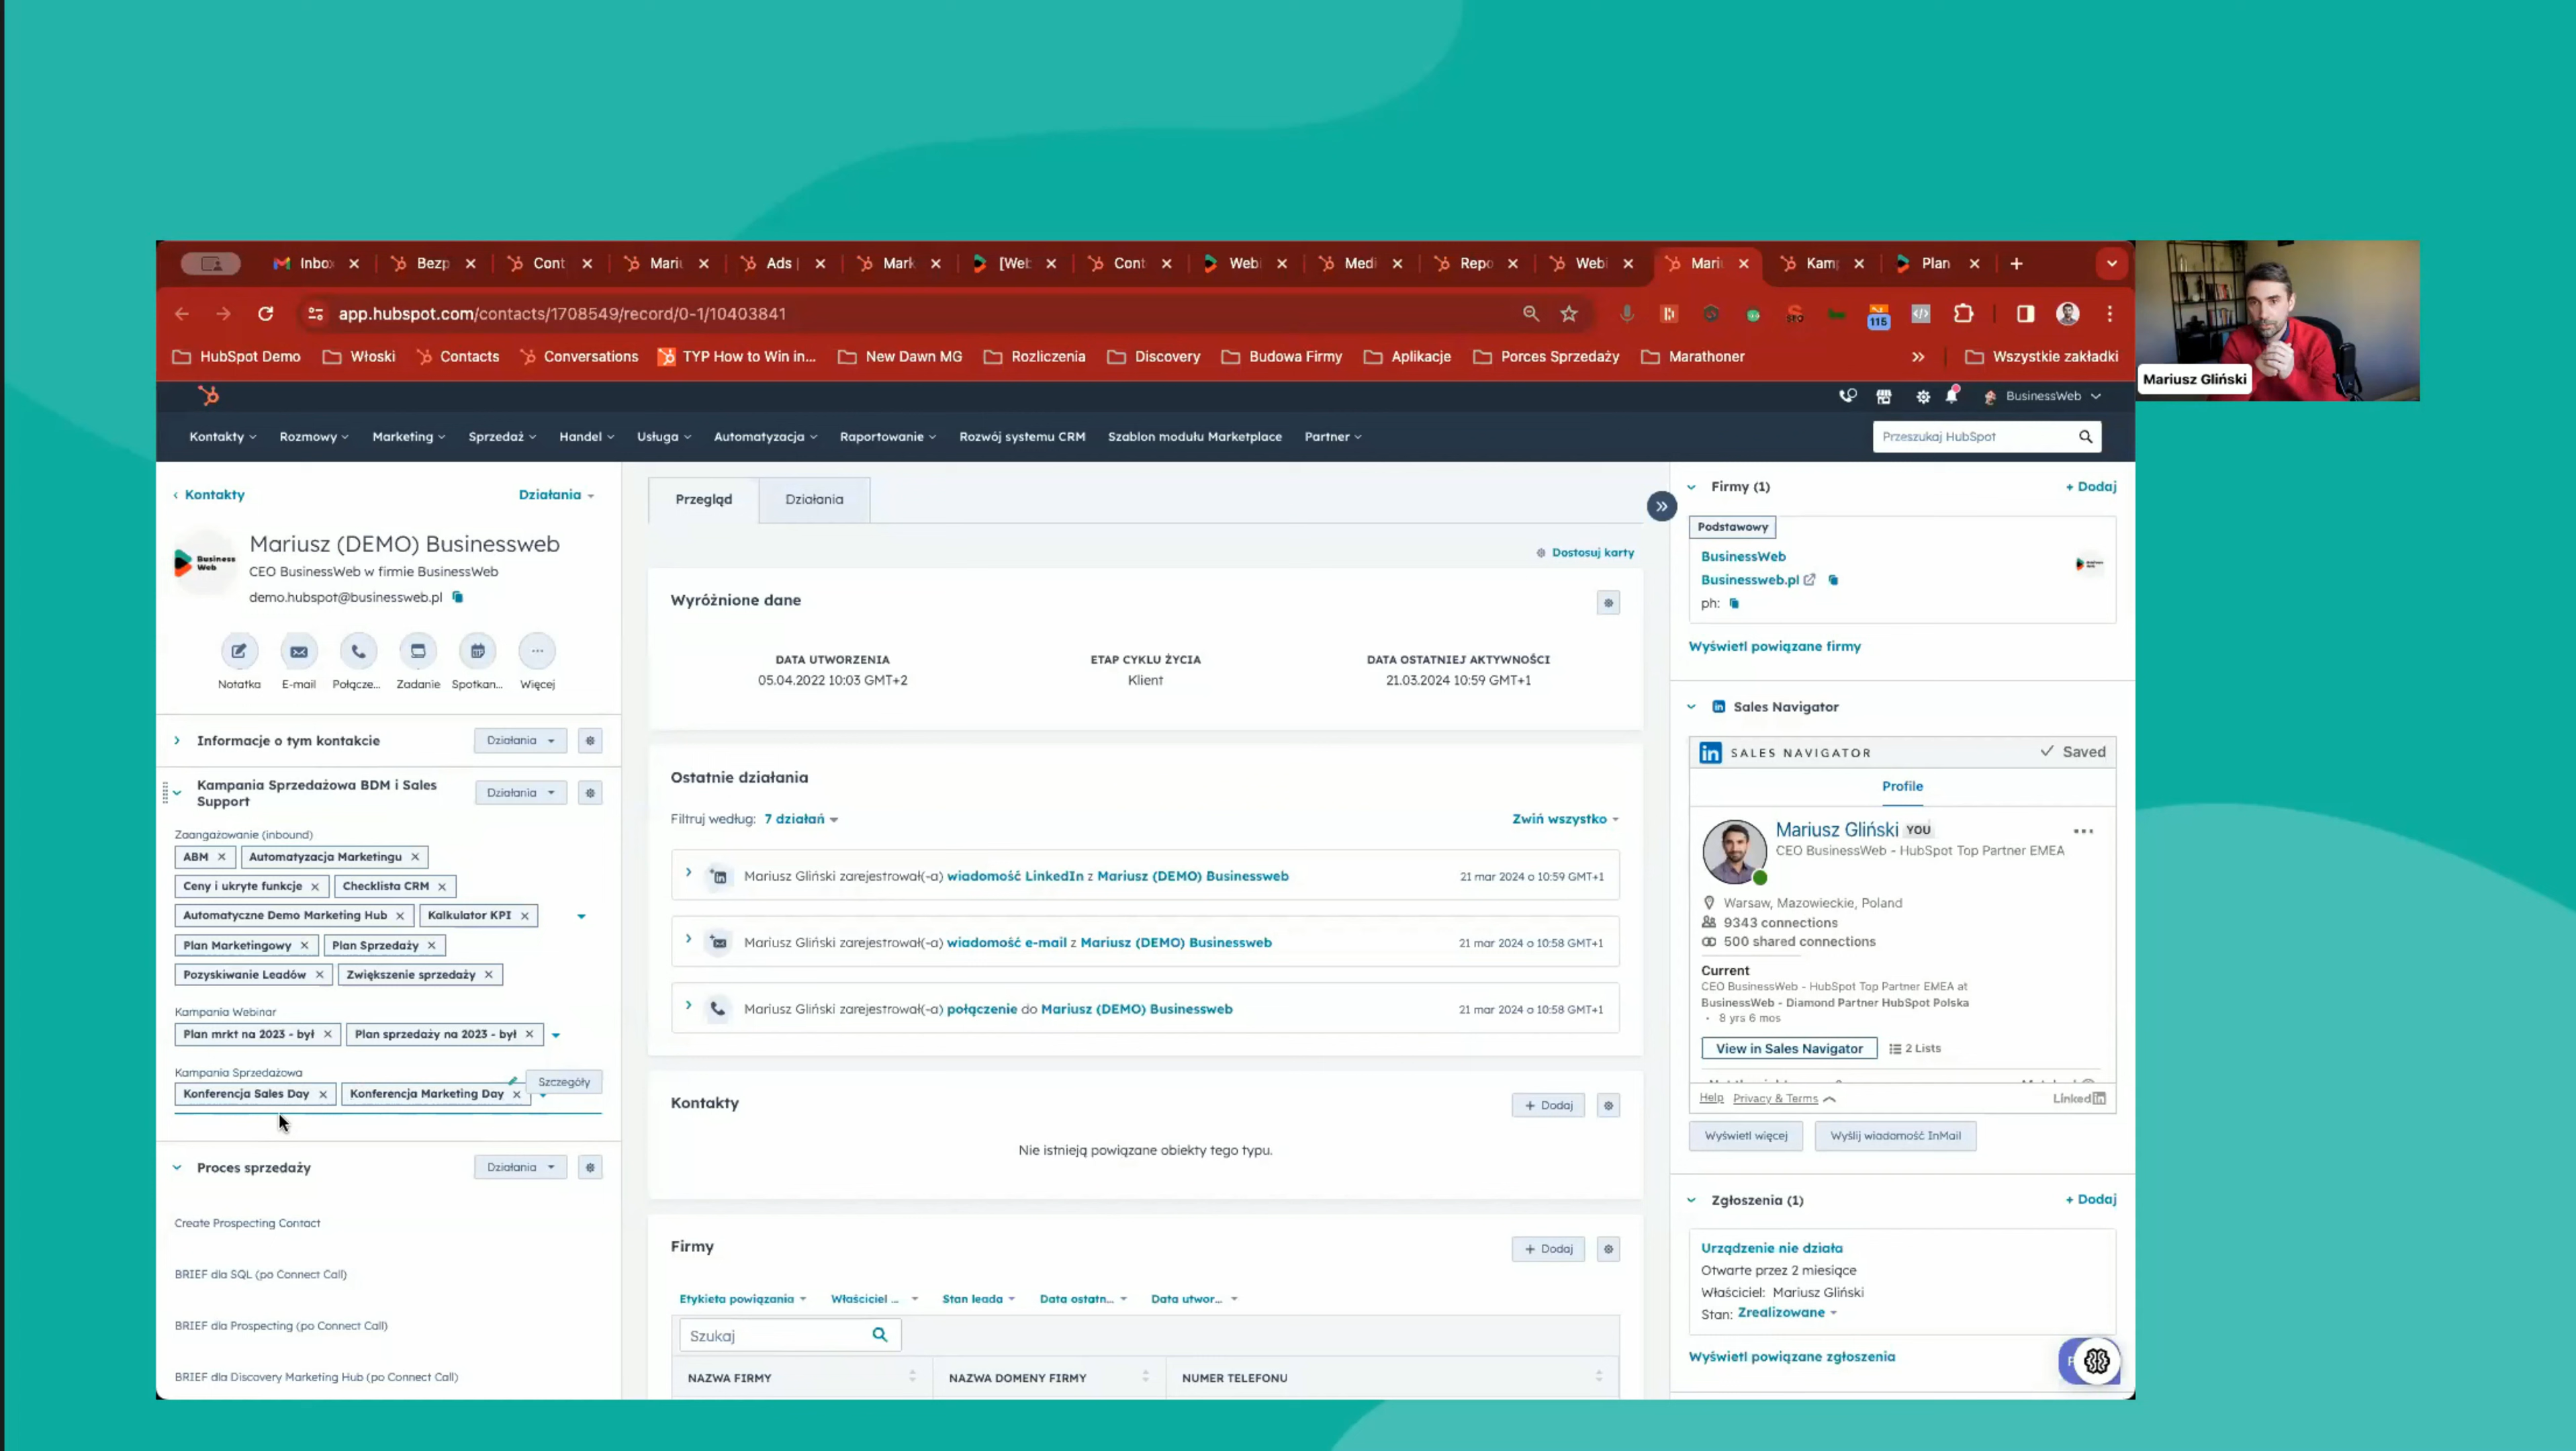 Inbo
Bezp
Cont
Mari
Ads |
Mark
[Web
Cont
Webi
Medi
Repo
Webi
Mari
Kam
Plan
app.hubspot.com/contacts/1708549/record/0-1/10403841
115
HubSpot Demo
Włoski
Contacts
Conversations
TYP How to Win in...
New Dawn MG
Rozliczenia
Discovery
Budowa Firmy
Aplikacje
Porces Sprzedaży
Marathoner
Wszystkie zakładki
Mariusz Gliński
BusinessWeb
Kontakty
Rozmowy
Marketing
Sprzedaż
Handel
Usługa
Automatyzacja
Raportowanie
Rozwój systemu CRM
Szablon modułu Marketplace
Partner
Przeszukaj HubSpot
Kontakty
Działania
Business
Web
Mariusz (DEMO) Businessweb
CEO BusinessWeb w firmie BusinessWeb
demo.hubspot@businessweb.pl
Notatka
E-mail
Połącze...
Zadanie
Spotkan...
Więcej
Informacje o tym kontakcie
Działania
Kampania Sprzedażowa BDM i Sales
Support
Działania
Zaangażowanie (inbound)
ABM
Automatyzacja Marketingu
Ceny i ukryte funkcje
Checklista CRM
Automatyczne Demo Marketing Hub
Kalkulator KPI
Plan Marketingowy
Plan Sprzedaży
Pozyskiwanie Leadów
Zwiększenie sprzedaży
Kampania Webinar
Plan mrkt na 2023 - był
Plan sprzedaży na 2023 - był
Kampania Sprzedażowa
Szczegóły
Konferencja Sales Day
Konferencja Marketing Day
Proces sprzedaży
Działania
Create Prospecting Contact
BRIEF dla SQL (po Connect Call)
BRIEF dla Prospecting (po Connect Call)
BRIEF dla Discovery Marketing Hub (po Connect Call)
Przegląd
Działania
Dostosuj karty
Wyróżnione dane
DATA UTWORZENIA
05.04.2022 10:03 GMT+2
ETAP CYKLU ŻYCIA
Klient
DATA OSTATNIEJ AKTYWNOŚCI
21.03.2024 10:59 GMT+1
Ostatnie działania
Filtruj według: 7 działań
Zwiń wszystko
Mariusz Gliński zarejestrował(-a) wiadomość LinkedIn z Mariusz (DEMO) Businessweb
21 mar 2024 o 10:59 GMT+1
Mariusz Gliński zarejestrował(-a) wiadomość e-mail z Mariusz (DEMO) Businessweb
21 mar 2024 o 10:58 GMT+1
Mariusz Gliński zarejestrował(-a) połączenie do Mariusz (DEMO) Businessweb
21 mar 2024 o 10:58 GMT+1
Kontakty
+ Dodaj
Nie istnieją powiązane obiekty tego typu.
Firmy
+ Dodaj
Etykieta powiązania
Właściciel ...
Stan leada
Data ostatn...
Data utwor...
Szukaj
NAZWA FIRMY
NAZWA DOMENY FIRMY
NUMER TELEFONU
Firmy (1)
+ Dodaj
Podstawowy
BusinessWeb
Businessweb.pl
ph:
Wyświetl powiązane firmy
Sales Navigator
in SALES NAVIGATOR
Saved
Profile
Mariusz Gliński YOU
CEO BusinessWeb - HubSpot Top Partner EMEA
Warsaw, Mazowieckie, Poland
9343 connections
500 shared connections
Current
CEO BusinessWeb - HubSpot Top Partner EMEA at
BusinessWeb - Diamond Partner HubSpot Polska
• 8 yrs 6 mos
View in Sales Navigator
2 Lists
Help
Privacy & Terms
LinkedIn
Wyświetl więcej
Wyślij wiadomość InMail
Zgłoszenia (1)
+ Dodaj
Urządzenie nie działa
Otwarte przez 2 miesiące
Właściciel: Mariusz Gliński
Stan: Zrealizowane
Wyświetl powiązane zgłoszenia